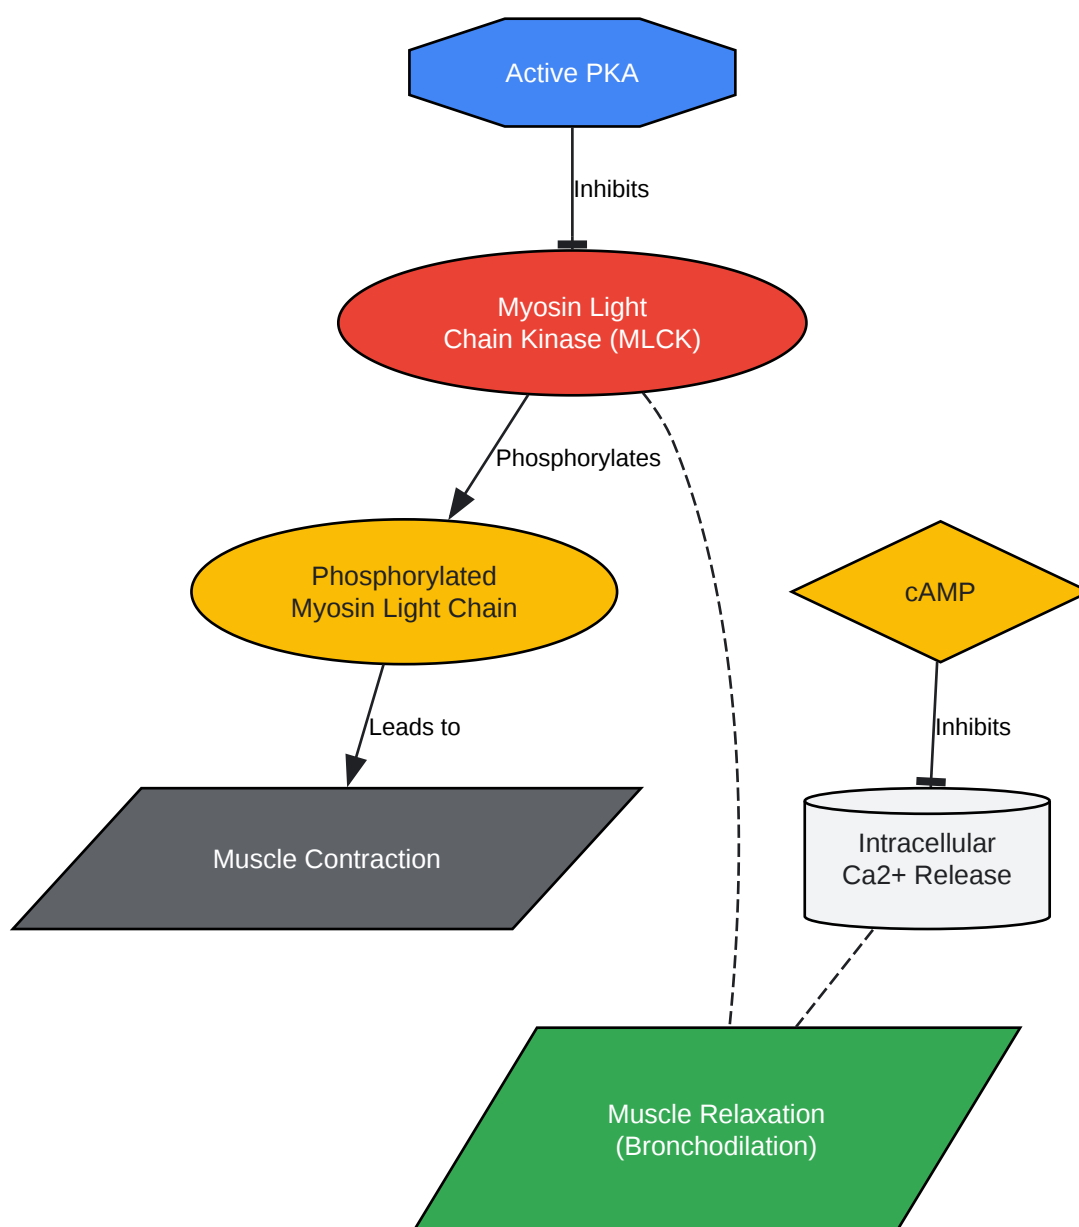 Active PKA
Inhibits
Myosin Light
Chain Kinase (MLCK)
Phosphorylates
Phosphorylated
Myosin Light Chain
cAMP
Leads to
Inhibits
Muscle Contraction
Intracellular
Ca2+ Release
Muscle Relaxation
(Bronchodilation)